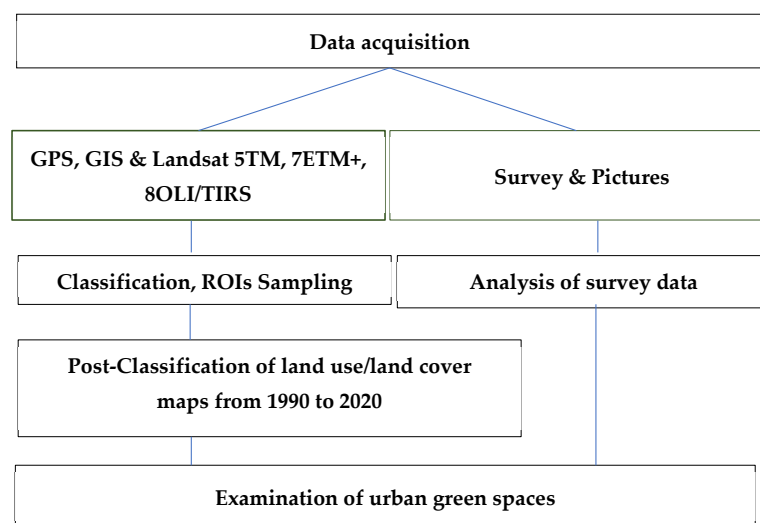 Data acquisition
GPS, GIS & Landsat 5TM, 7ETM+,
8OLI/TIRS
Survey & Pictures
Classification, ROIs Sampling
Analysis of survey data
Post-Classification of land use/land cover
maps from 1990 to 2020
Examination of urban green spaces